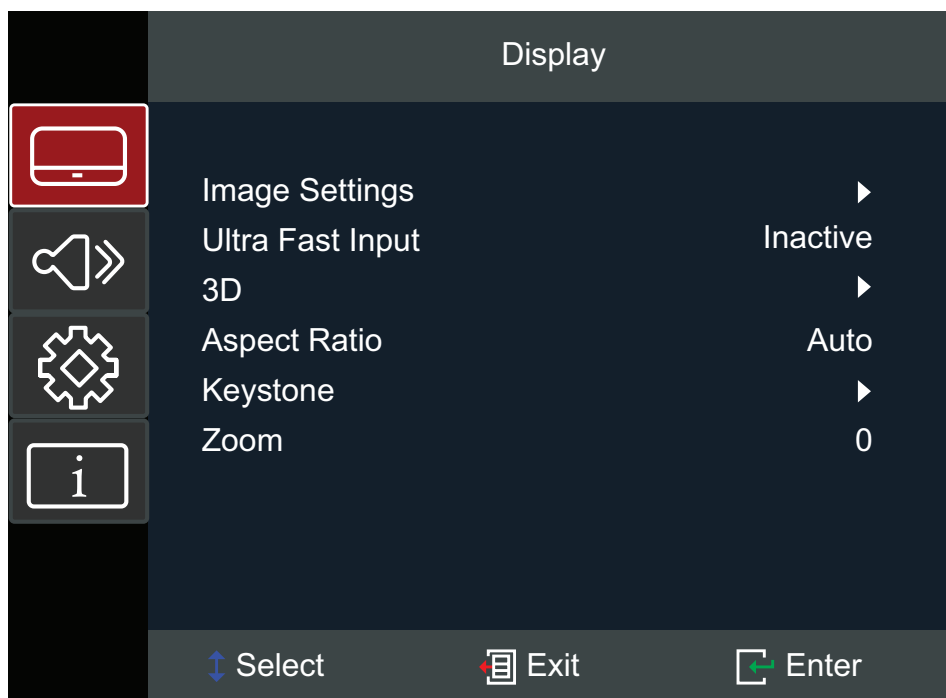 Display
Image Settings
Ultra Fast Input Inactive
3D
Aspect Ratio Auto
Keystone
Zoom 0
i
Select Exit Enter